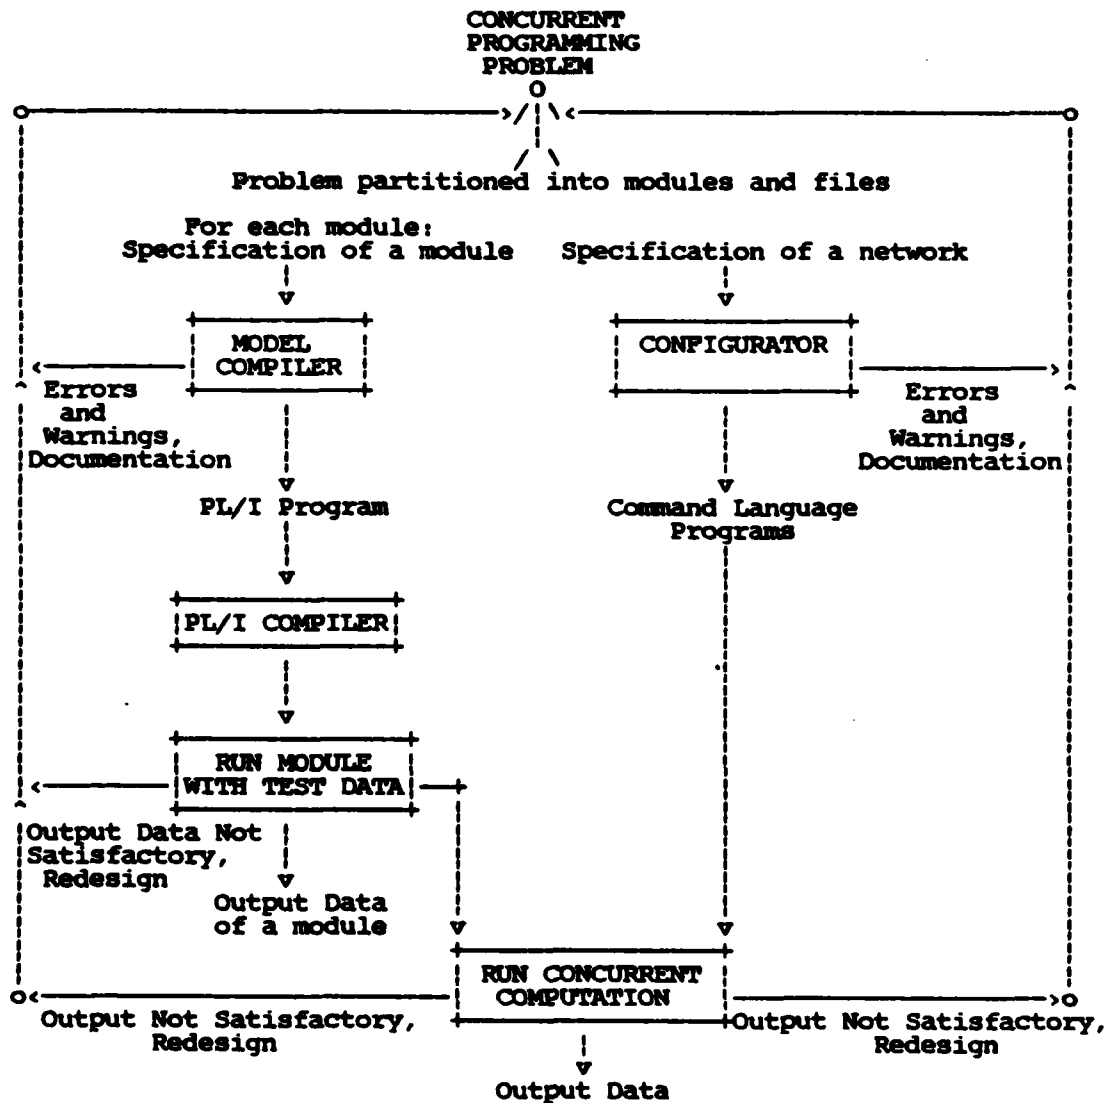 CONCURRENT
PROGRAMMING
PROBLEM
Problem partitioned into modules and files
For each module:
Specification of a module
Specification of a network
MODEL
COMPILER
CONFIGURATOR
Errors
and
Warnings,
Documentation
Errors
and
Warnings,
Documentation
PL/I Program
Command Language
Programs
PL/I COMPILER
RUN MODULE
WITH TEST DATA
Output Data Not
Satisfactory,
Redesign
Output Data
of a module
RUN CONCURRENT
COMPUTATION
Output Not Satisfactory,
Redesign
Output Not Satisfactory,
Redesign
Output Data